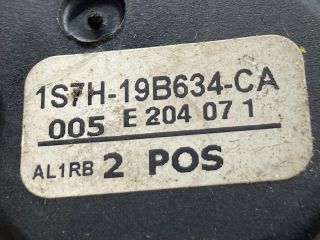 1S7H-19B634-CA
005 E 204 07 1
AL1RB 2 POS